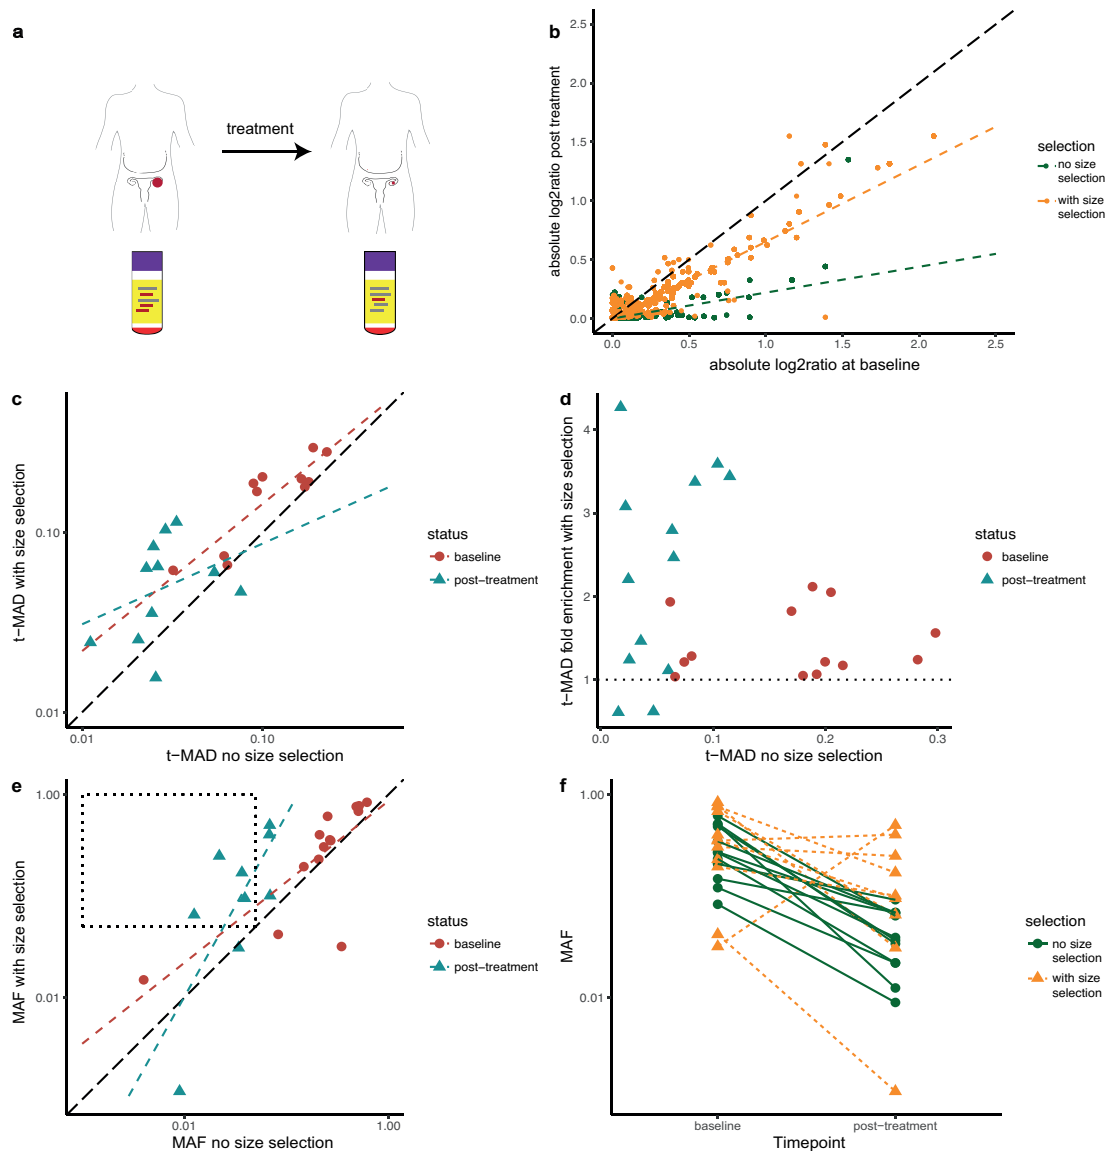 a
treatment
b
absolute log2ratio post treatment
2.5
2.0
1.5
1.0
0.5
0.0
0.0
0.5
1.0
1.5
2.0
2.5
absolute log2ratio at baseline
selection
no size
selection
with size
selection
c
t−MAD with size selection
0.10
0.01
0.01
0.10
t−MAD no size selection
status
baseline
post−treatment
d
t−MAD fold enrichment with size selection
4
3
2
1
0.0
0.1
0.2
0.3
t−MAD no size selection
status
baseline
post−treatment
e
MAF with size selection
1.00
0.01
0.01
1.00
MAF no size selection
status
baseline
post−treatment
f
MAF
1.00
0.01
baseline
post−treatment
Timepoint
selection
no size
selection
with size
selection